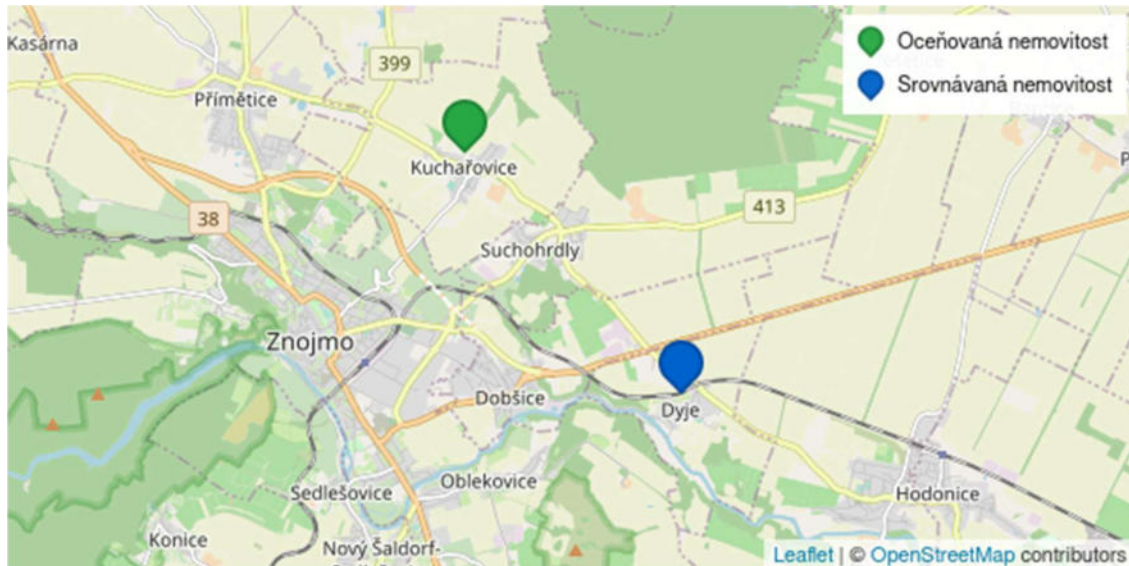 Kasárna
399
Oceňovaná nemovitost
Srovnávaná nemovitost
Přímětice
Kuchařovice
413
38
Suchohrdly
Znojmo
Dobšice
Dyje
Oblekovice
Sedlešovice
Hodonice
Konice
Nový Šaldorf-
Leaflet | © OpenStreetMap contributors